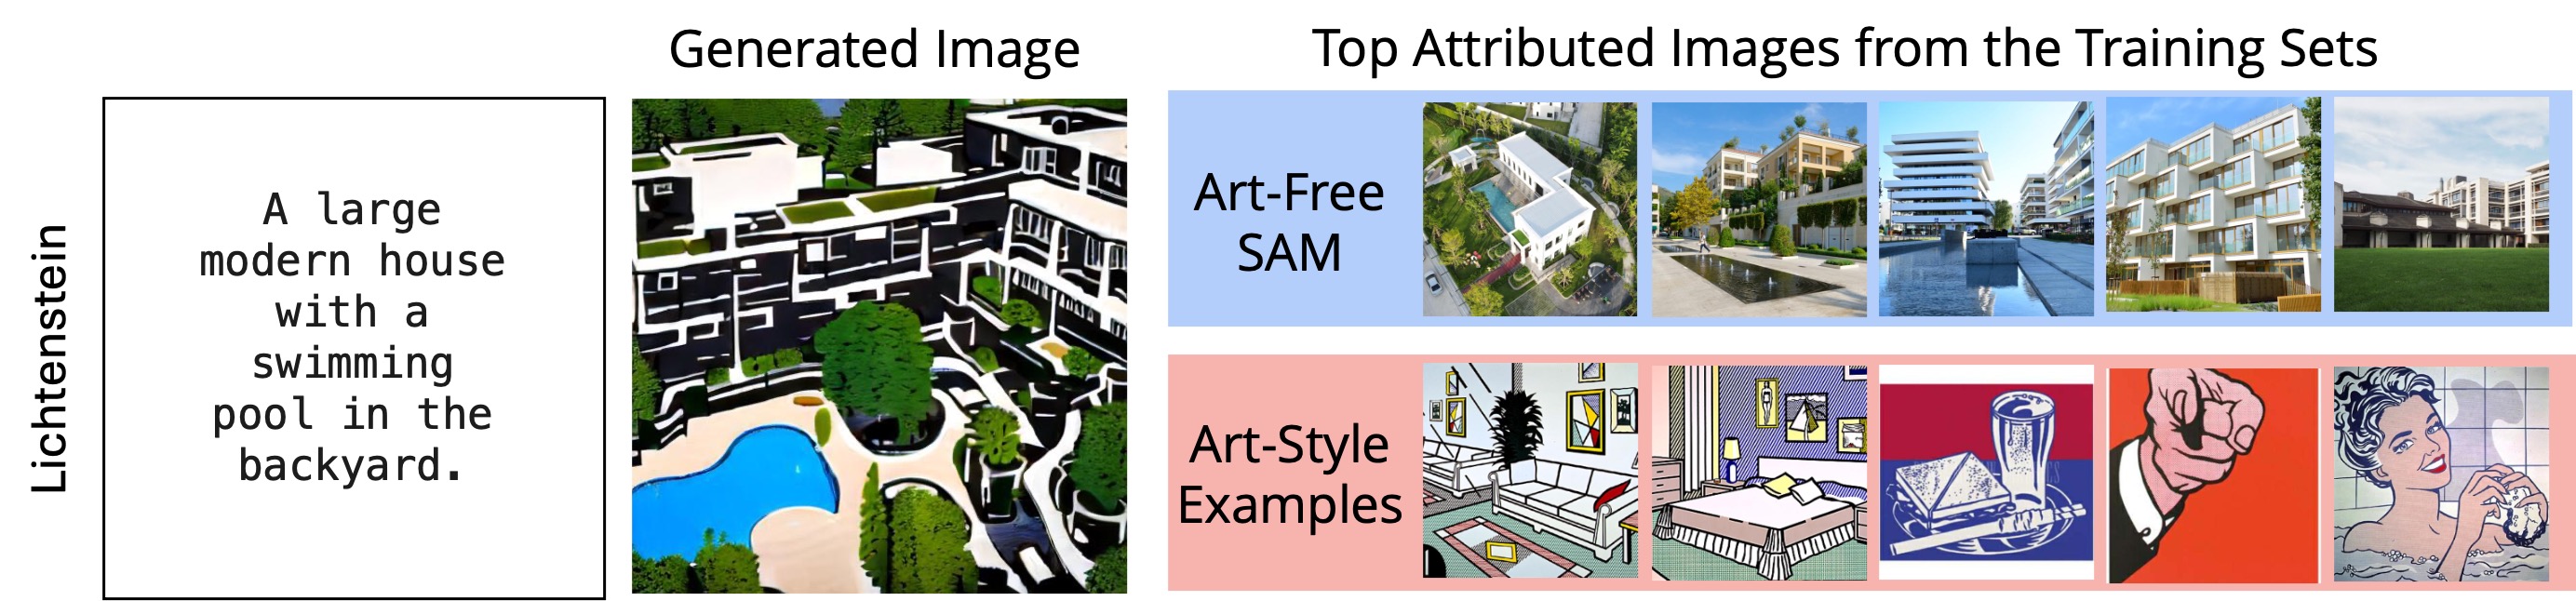 Generated Image
Top Attributed Images from the Training Sets
Lichtenstein
A large
modern house
with a
swimming
pool in the
backyard.
Art-Free
SAM
Art-Style
Examples